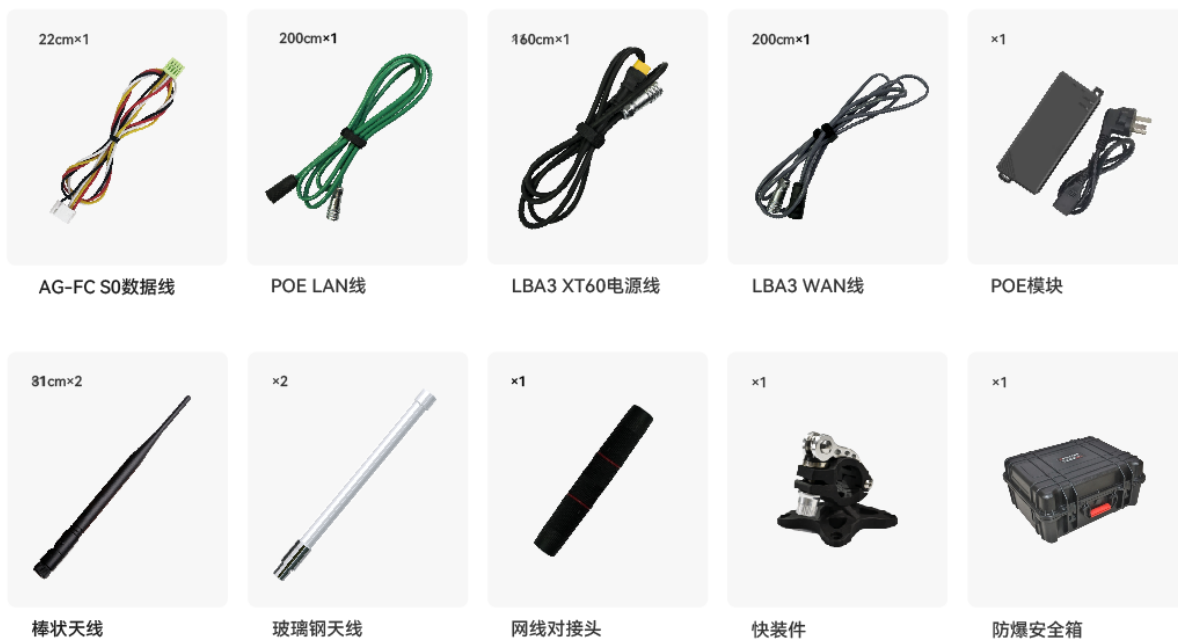 22cm×1
200cm×1
160cm×1
200cm×1
×1
AG-FC S0数据线
POE LAN线
LBA3 XT60电源线
LBA3 WAN线
POE模块
×2
×1
×1
×1
棒状天线
玻璃钢天线
网线对接头
快装件
防爆安全箱